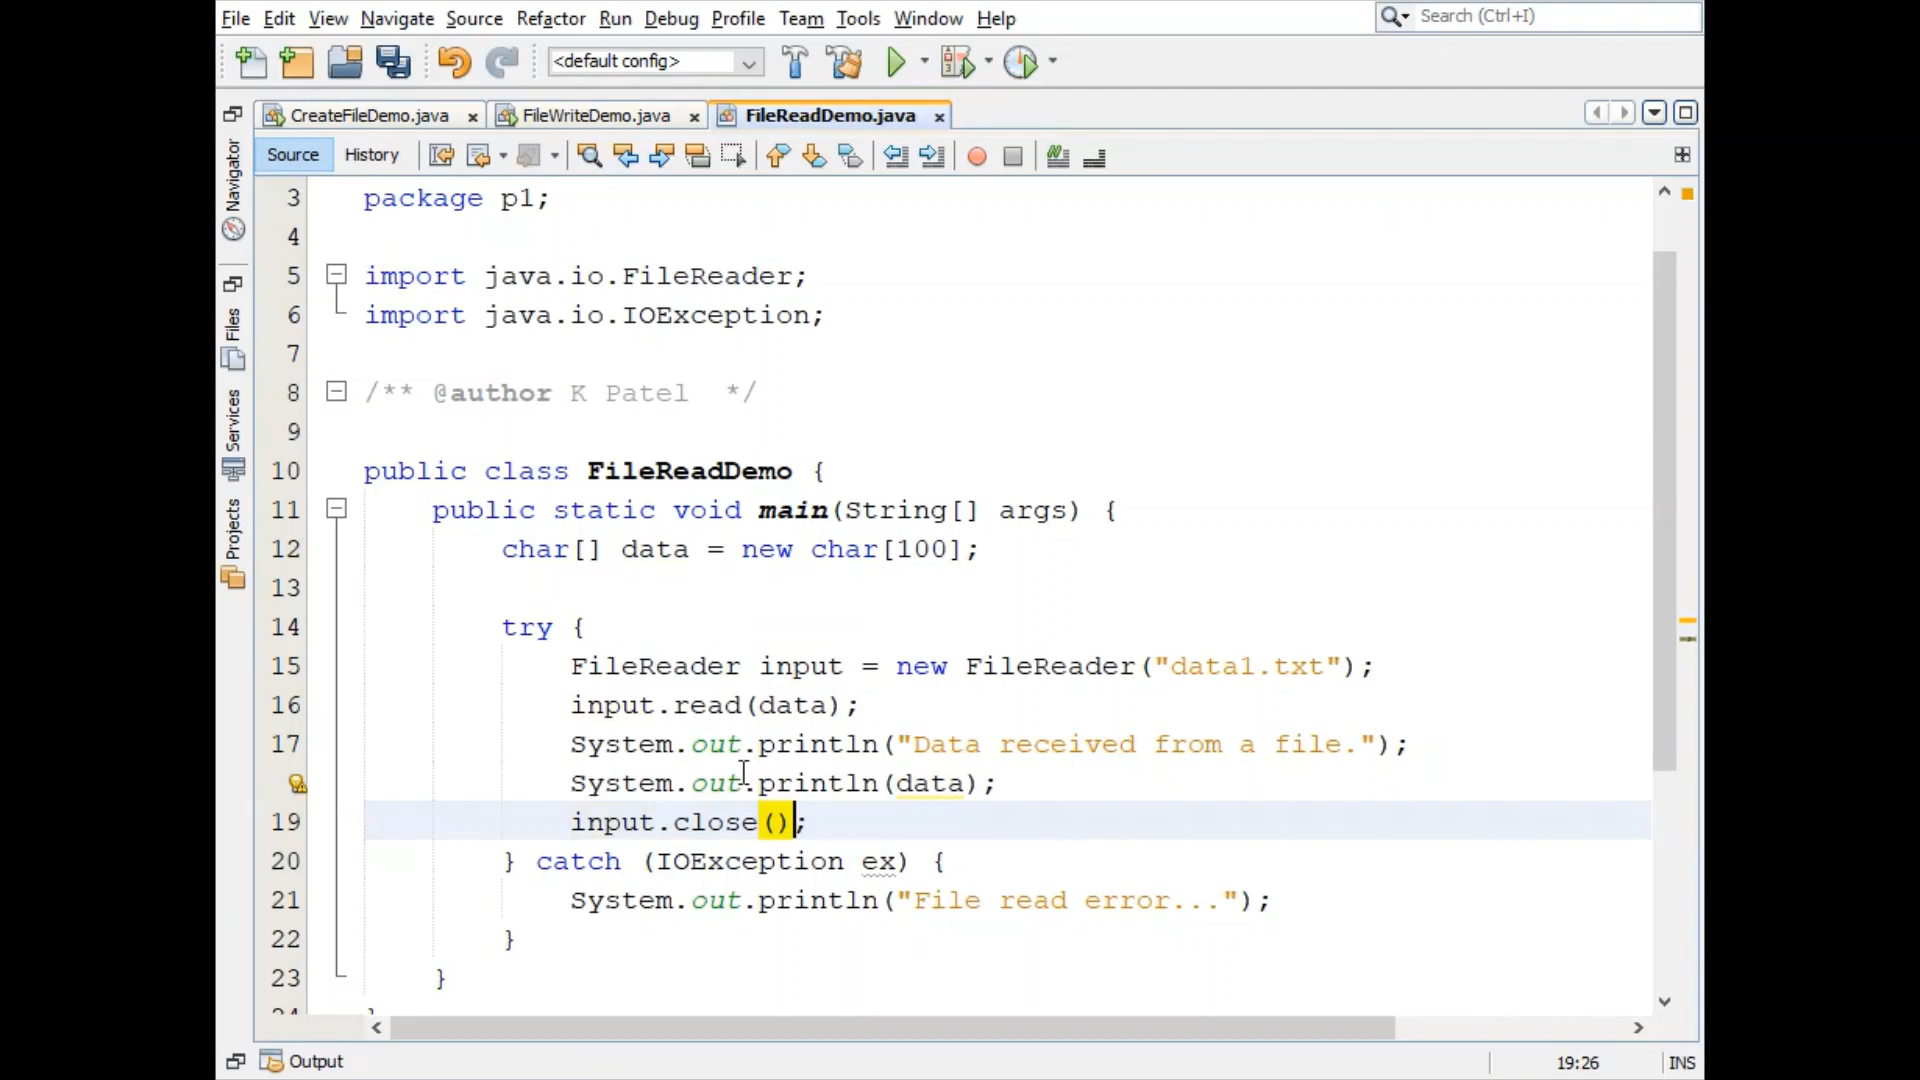 File Edit View Navigate Source Refactor Run Debug Profile Team Tools Window Help
Search (Ctrl+I)
<default config>
CreateFileDemo.java
FileWriteDemo.java
FileReadDemo.java
Source
History
Navigator
Files
Services
Projects
3 package p1;
4
5 import java.io.FileReader;
6 import java.io.IOException;
7
8 /** @author K Patel */
9
10 public class FileReadDemo {
11 public static void main(String[] args) {
12 char[] data = new char[100];
13
14 try {
15 FileReader input = new FileReader("data1.txt");
16 input.read(data);
17 System.out.println("Data received from a file.");
System.out.println(data);
19 input.close();
20 } catch (IOException ex) {
21 System.out.println("File read error...");
22 }
23 }
Output
19:26
INS